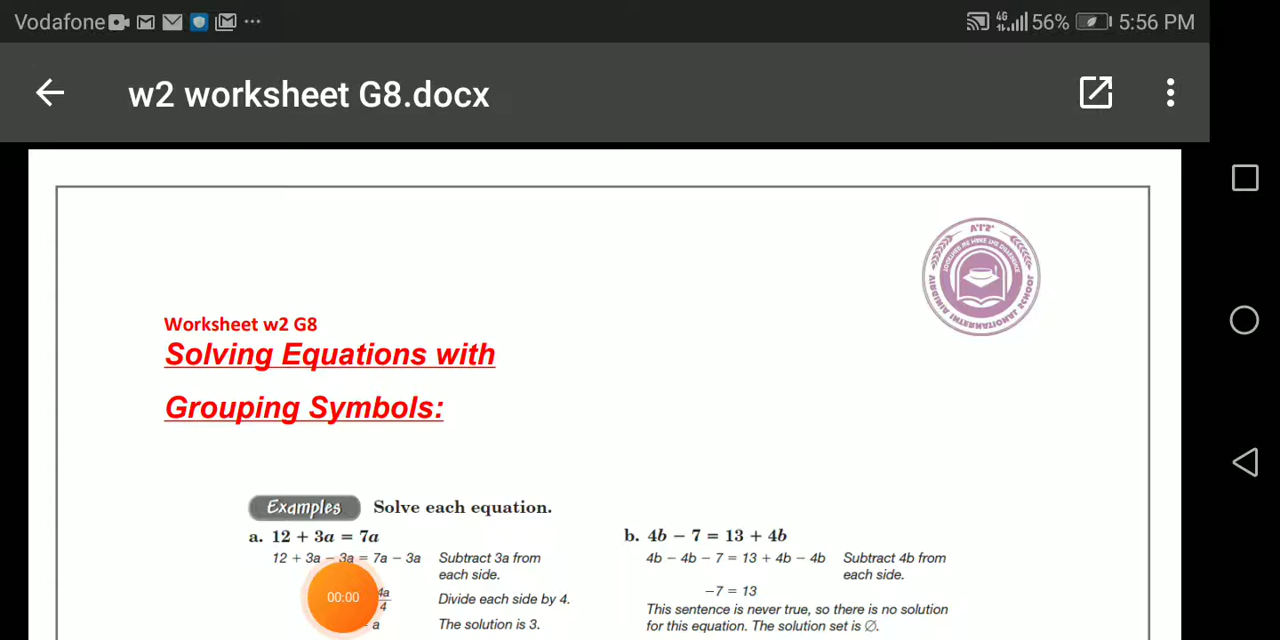 Vodafone ... 4G 56% 5:56 PM
w2 worksheet G8.docx
Worksheet w2 G8
Solving Equations with
Grouping Symbols:
Examples Solve each equation.
a. 12 + 3a = 7a
12 + 3a − 3a = 7a − 3a Subtract 3a from
each side.
4a
4 Divide each side by 4.
= a The solution is 3.
00:00
b. 4b − 7 = 13 + 4b
4b − 4b − 7 = 13 + 4b − 4b Subtract 4b from
each side.
−7 = 13
This sentence is never true, so there is no solution
for this equation. The solution set is ∅.